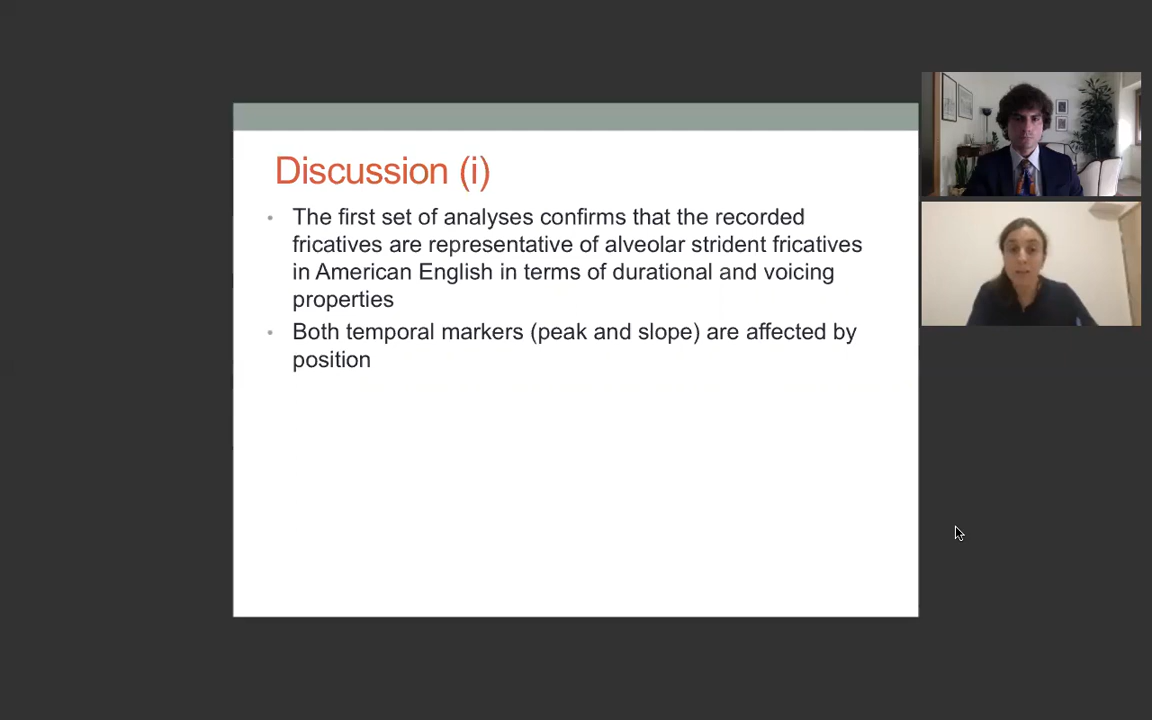 Discussion (i)
• The first set of analyses confirms that the recorded
fricatives are representative of alveolar strident fricatives
in American English in terms of durational and voicing
properties
• Both temporal markers (peak and slope) are affected by
position